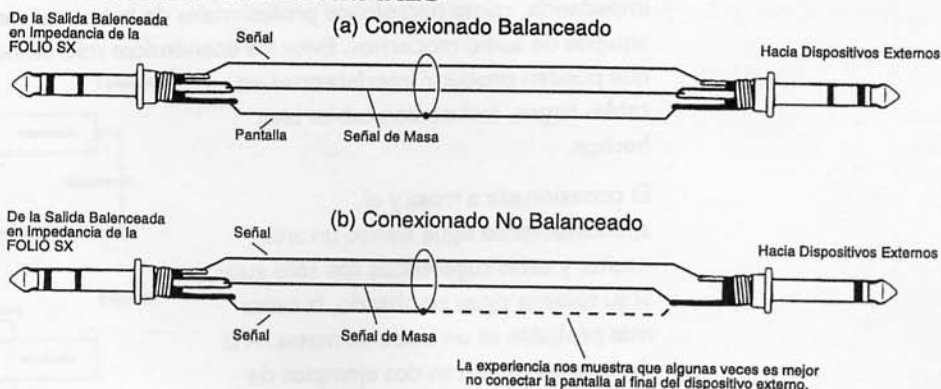 De la Salida Balenceada
en Impedancia de la
FOLIO SX
(a) Conexionado Balanceado
Señal
Hacia Dispositivos Externos
Pantalla
Señal de Masa
De la Salida Balenceada
en Impedancia de la
FOLIO SX
(b) Conexionado No Balanceado
Señal
Hacia Dispositivos Externos
Señal
Señal de Masa
La experiencia nos muestra que algunas veces es mejor
no conectar la pantalla al final del dispositivo externo.